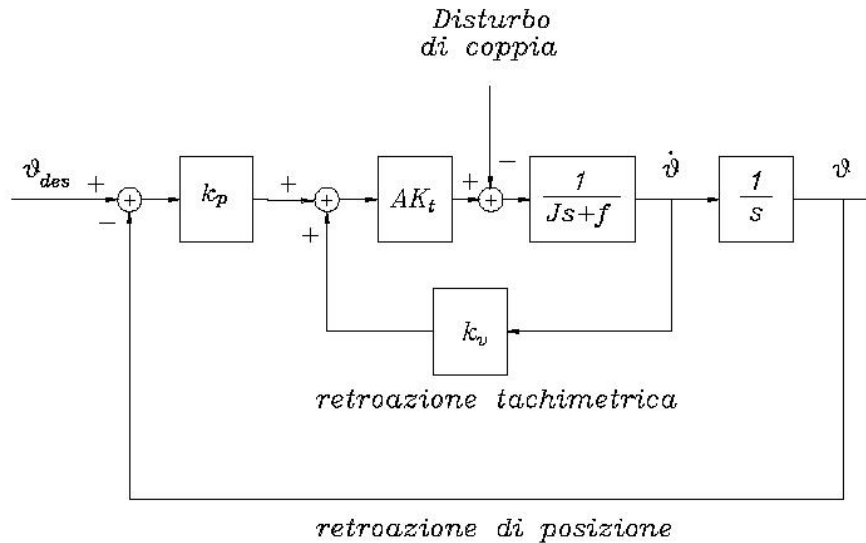 Disturbo
di coppia
ϑ_des
+
−
k_p
+
+
AK_t
+
−
1
Js+f
ϑ̇
1
s
ϑ
k_v
retroazione tachimetrica
retroazione di posizione